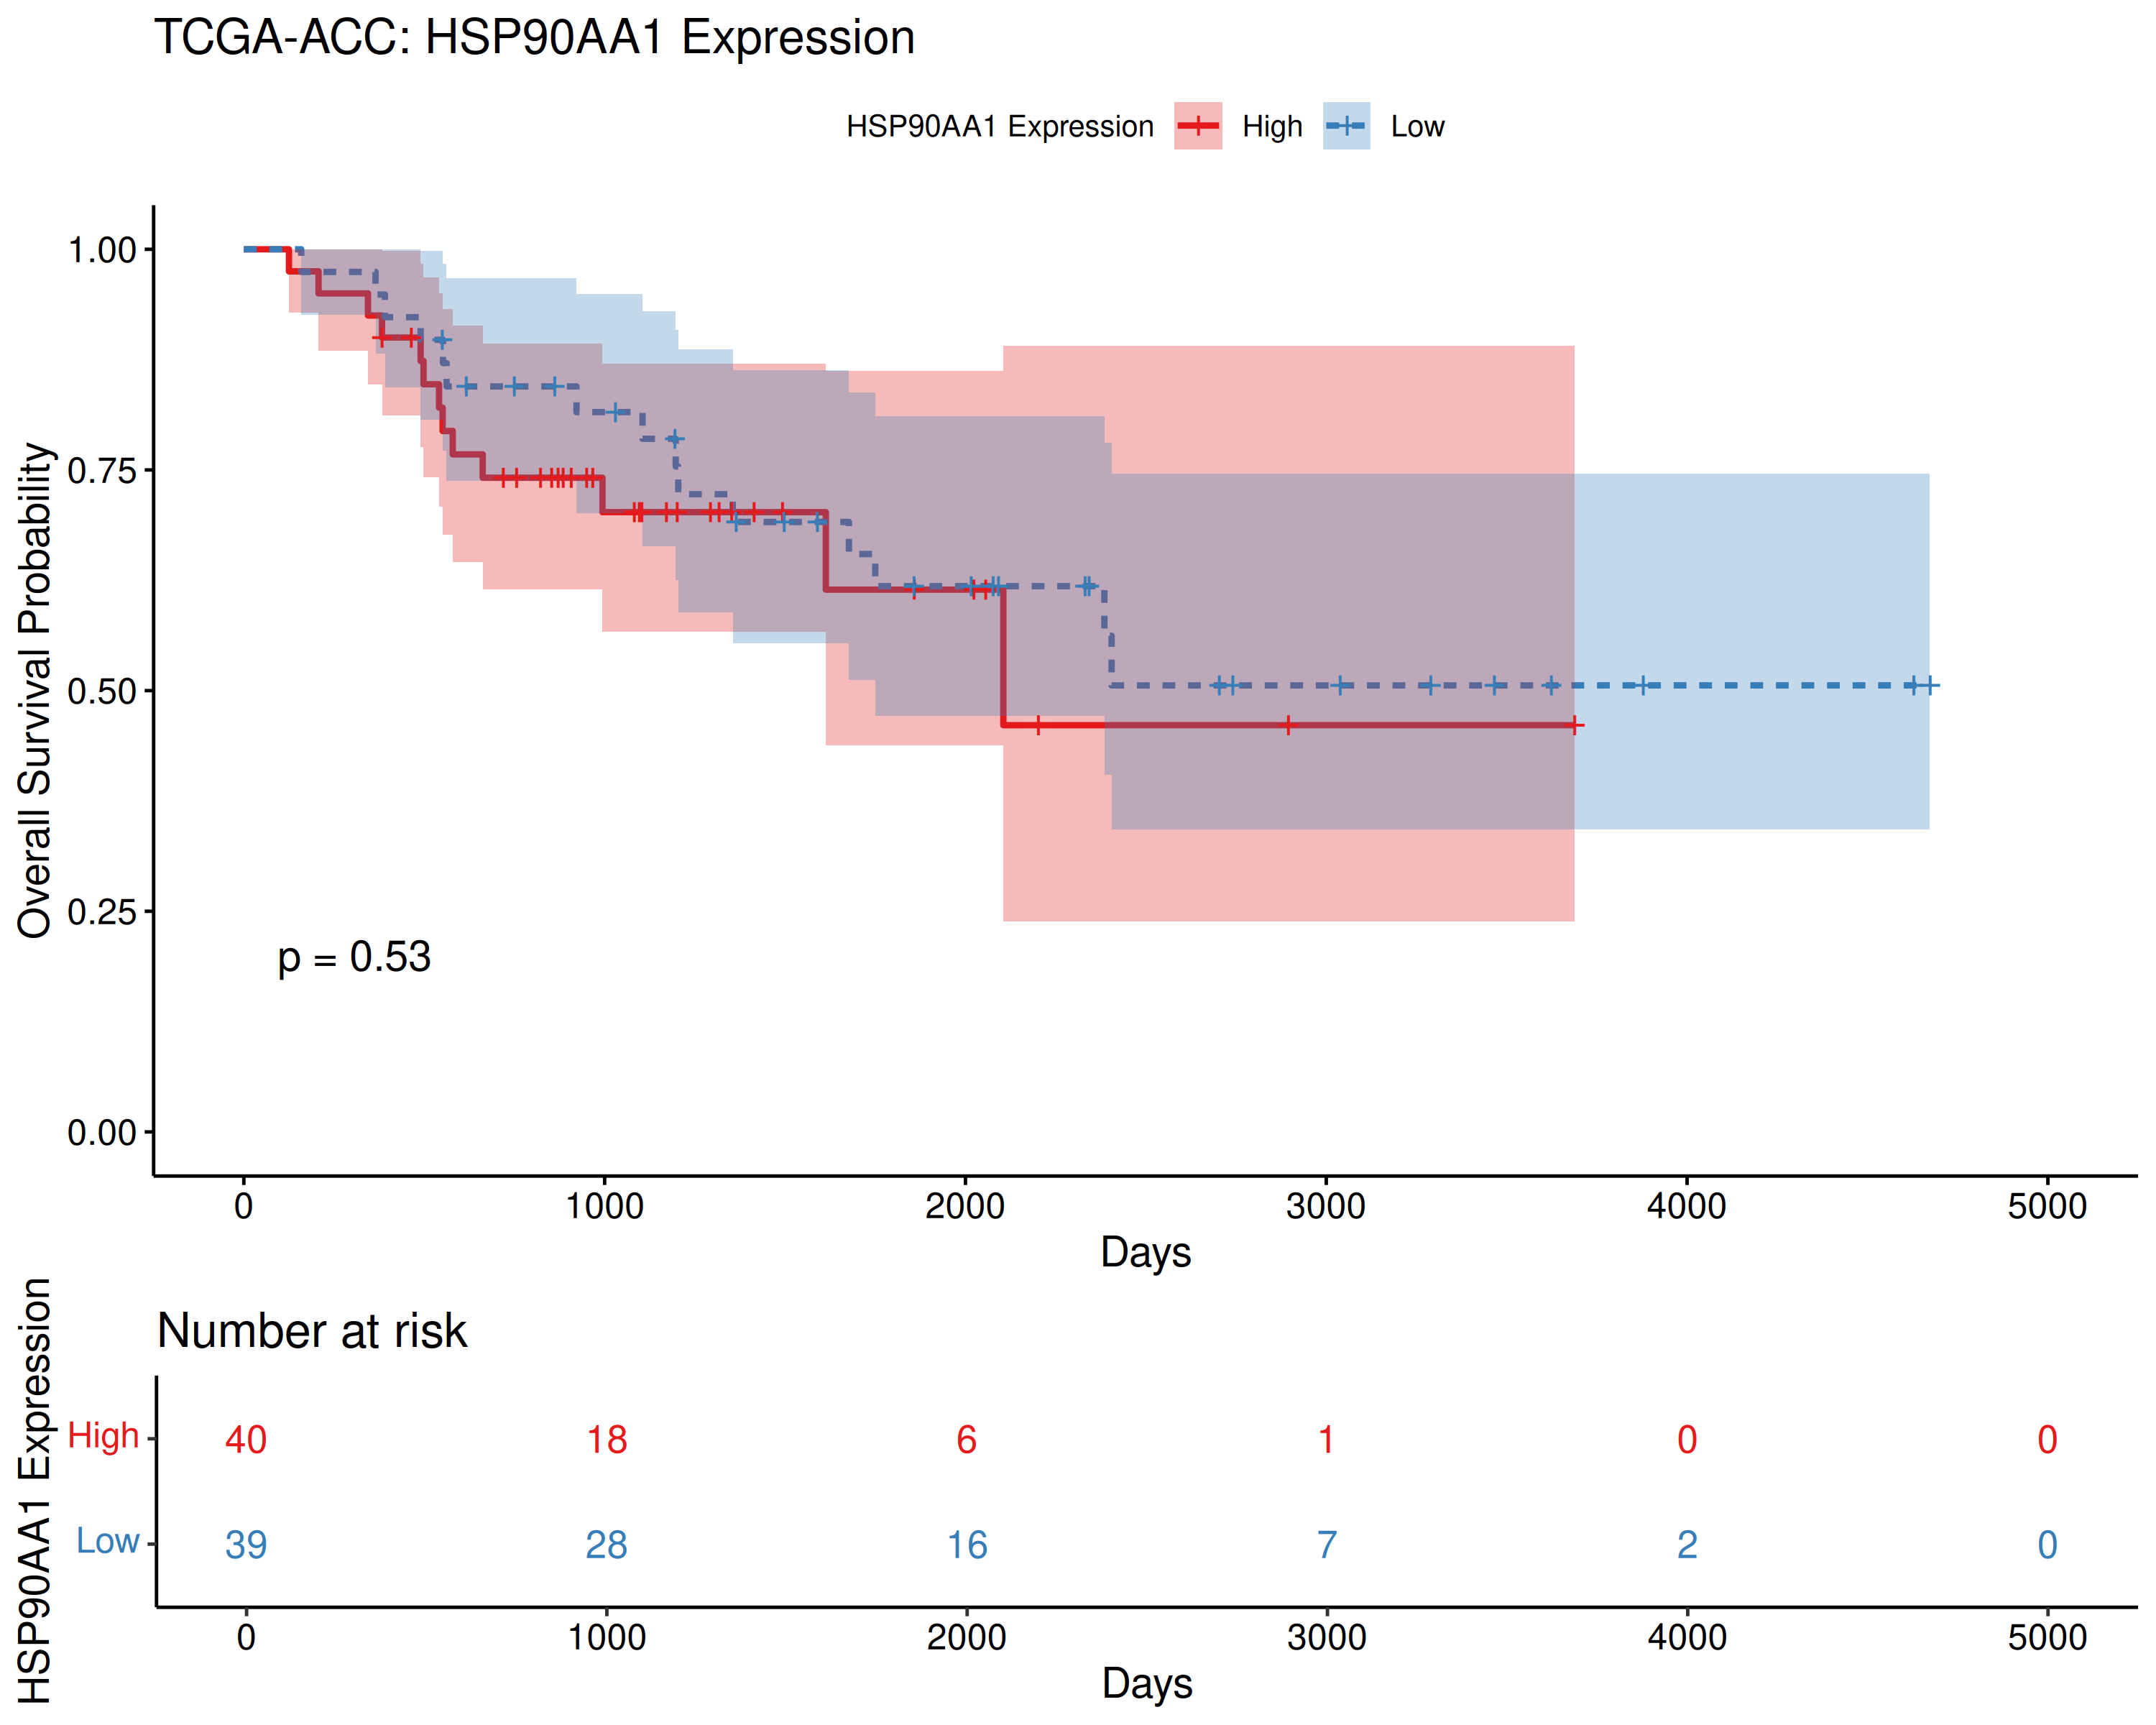 TCGA-ACC: HSP90AA1 Expression
HSP90AA1 Expression High Low
Overall Survival Probability
1.00
0.75
0.50
0.25
0.00
p = 0.53
0 1000 2000 3000 4000 5000
Days
Number at risk
HSP90AA1 Expression
High 40 18 6 1 0 0
Low 39 28 16 7 2 0
0 1000 2000 3000 4000 5000
Days